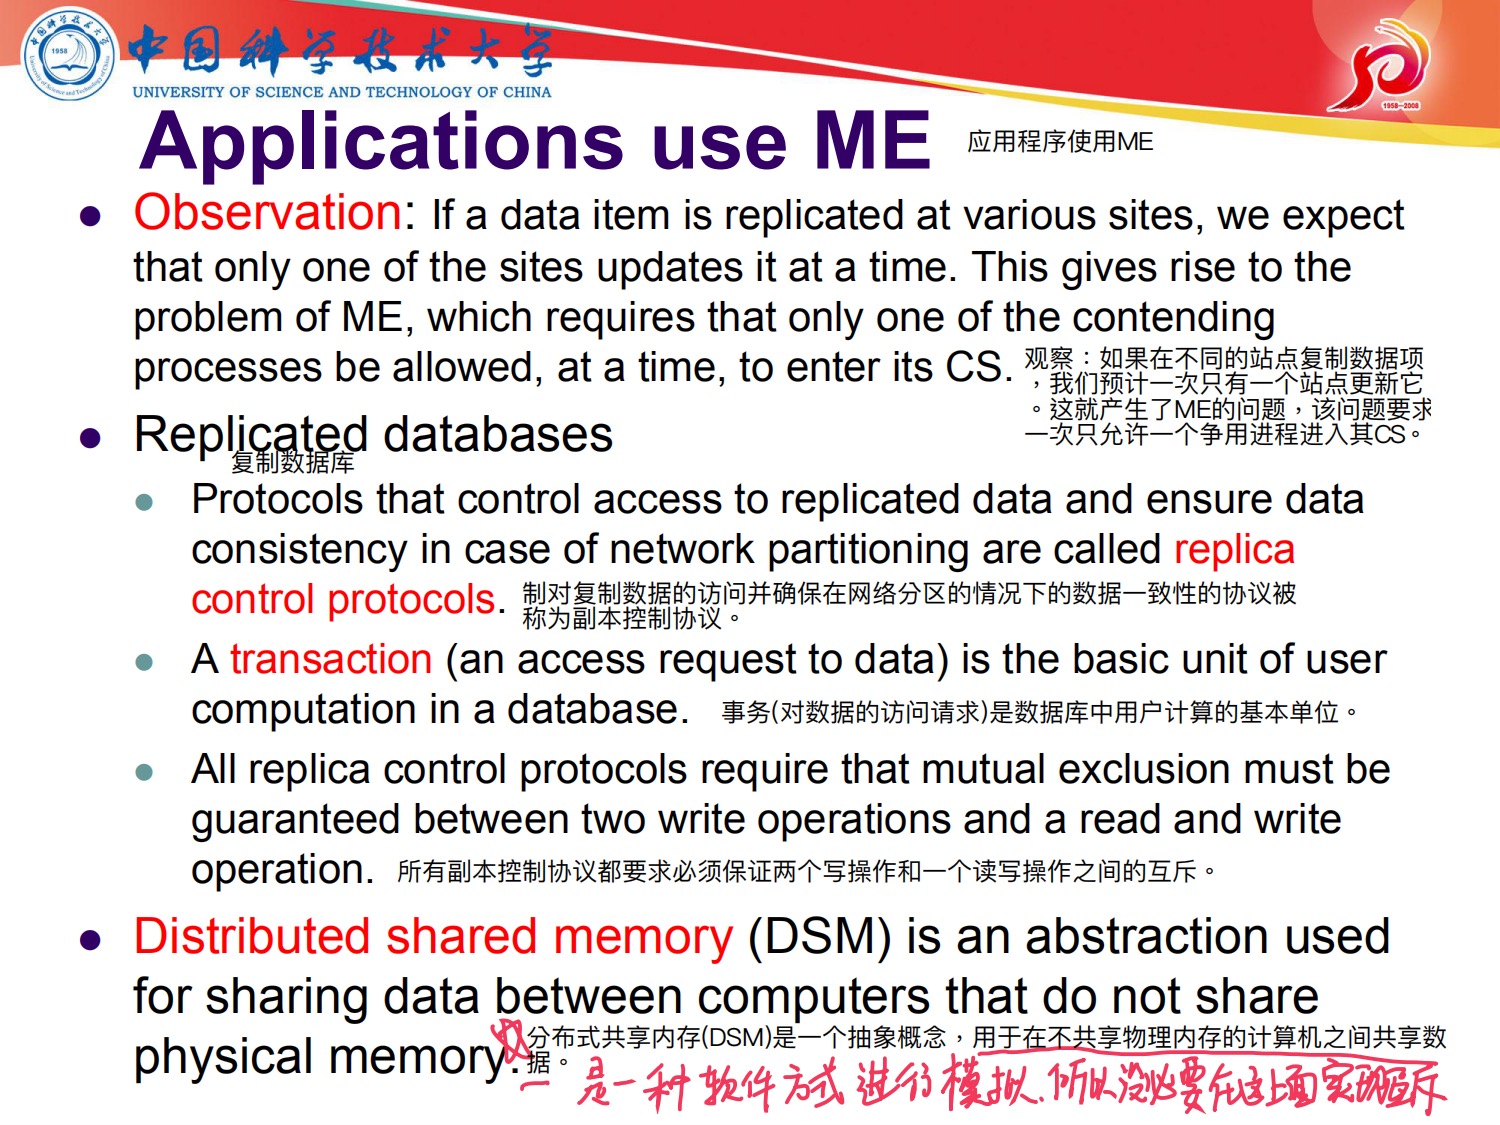 中国科学技术大学
UNIVERSITY OF SCIENCE AND TECHNOLOGY OF CHINA
1958
1958—2008
Applications use ME
应用程序使用ME
Observation: If a data item is replicated at various sites, we expect
that only one of the sites updates it at a time. This gives rise to the
problem of ME, which requires that only one of the contending
processes be allowed, at a time, to enter its CS.
观察：如果在不同的站点复制数据项
，我们预计一次只有一个站点更新它
。这就产生了ME的问题，该问题要求
一次只允许一个争用进程进入其CS。
Replicated databases
复制数据库
Protocols that control access to replicated data and ensure data
consistency in case of network partitioning are called replica
control protocols.
制对复制数据的访问并确保在网络分区的情况下的数据一致性的协议被
称为副本控制协议。
A transaction (an access request to data) is the basic unit of user
computation in a database.
事务(对数据的访问请求)是数据库中用户计算的基本单位。
All replica control protocols require that mutual exclusion must be
guaranteed between two write operations and a read and write
operation.
所有副本控制协议都要求必须保证两个写操作和一个读写操作之间的互斥。
Distributed shared memory (DSM) is an abstraction used
for sharing data between computers that do not share
physical memory.
分布式共享内存(DSM)是一个抽象概念，用于在不共享物理内存的计算机之间共享数
据。
是一种软件方式进行模拟.所以没必要在这上面实现互斥